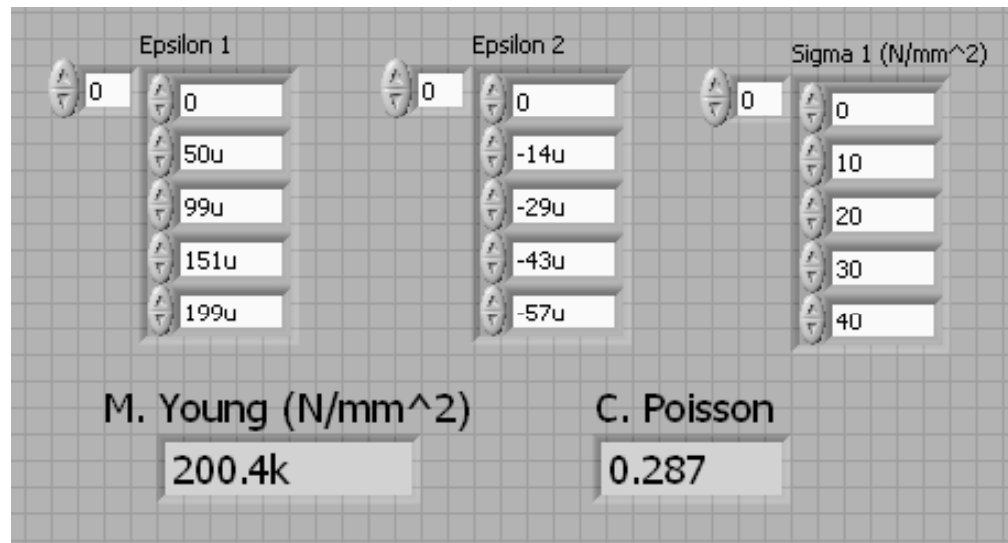 Epsilon 1
0
0
50u
99u
151u
199u
Epsilon 2
0
0
-14u
-29u
-43u
-57u
Sigma 1 (N/mm^2)
0
0
10
20
30
40
M. Young (N/mm^2)
200.4k
C. Poisson
0.287